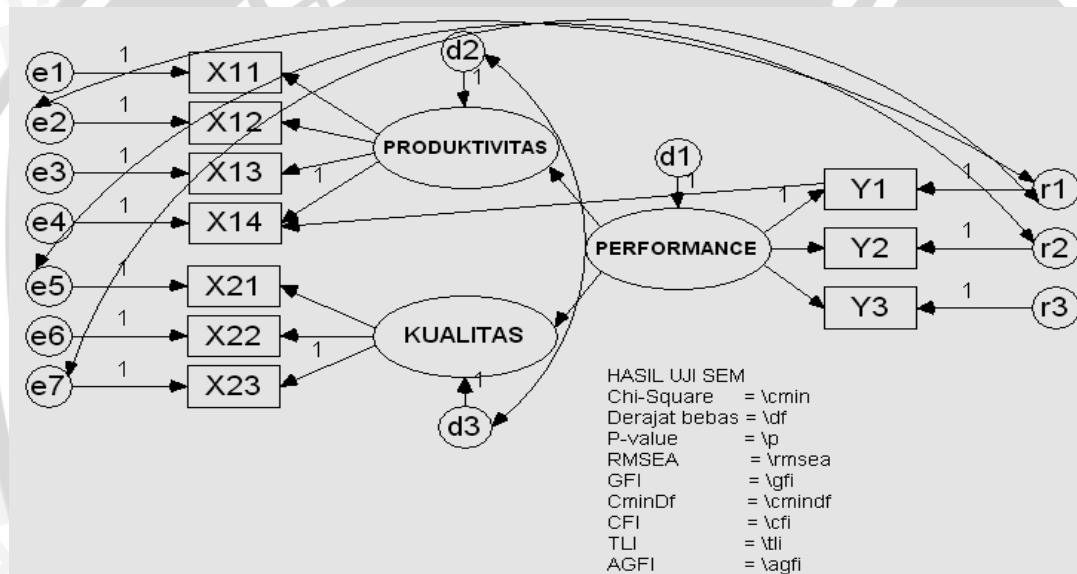 e1 1 X11
e2 1 X12
e3 1 X13
e4 1 X14
e5 1 X21
e6 1 X22
e7 1 X23
d2
1
PRODUKTIVITAS
1
d1
1
PERFORMANCE
KUALITAS
1
1
d3
1
Y1 1 r1
Y2 1 r2
Y3 1 r3
HASIL UJI SEM
Chi-Square = \cmin
Derajat bebas = \df
P-value = \p
RMSEA = \rmsea
GFI = \gfi
CminDf = \cmindf
CFI = \cfi
TLI = \tli
AGFI = \agfi